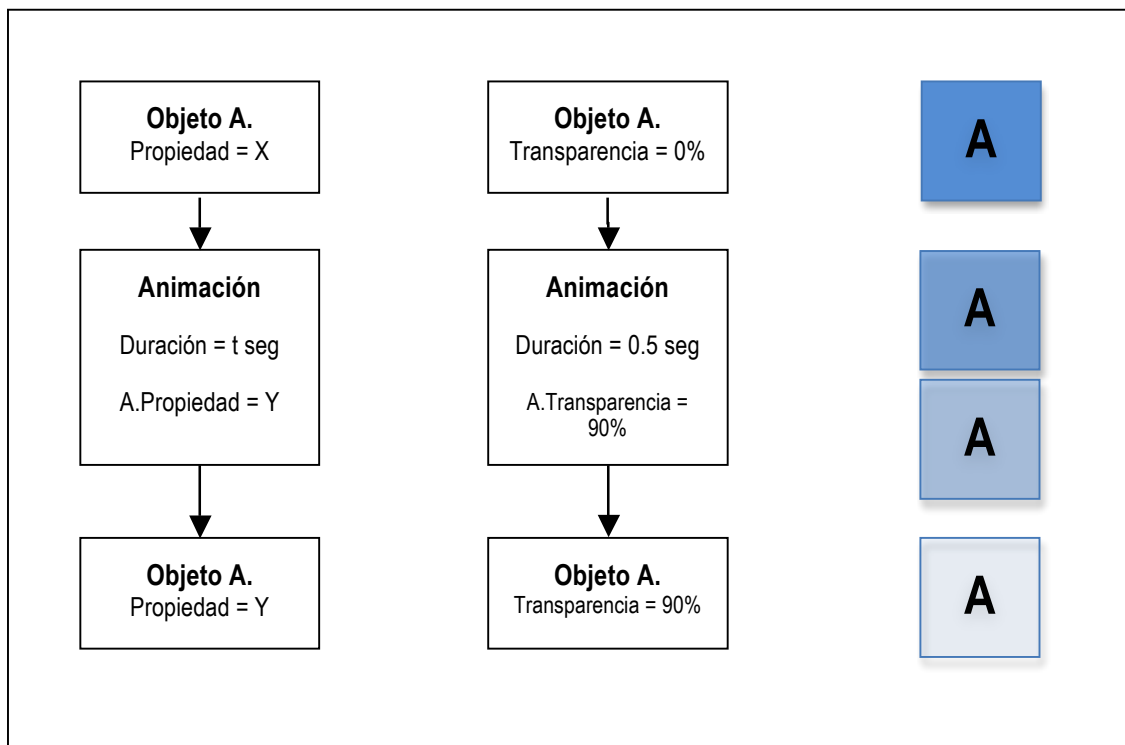 Objeto A.
Propiedad = X
Animación
Duración = t seg
A.Propiedad = Y
Objeto A.
Propiedad = Y
Objeto A.
Transparencia = 0%
Animación
Duración = 0.5 seg
A.Transparencia =
90%
Objeto A.
Transparencia = 90%
A
A
A
A